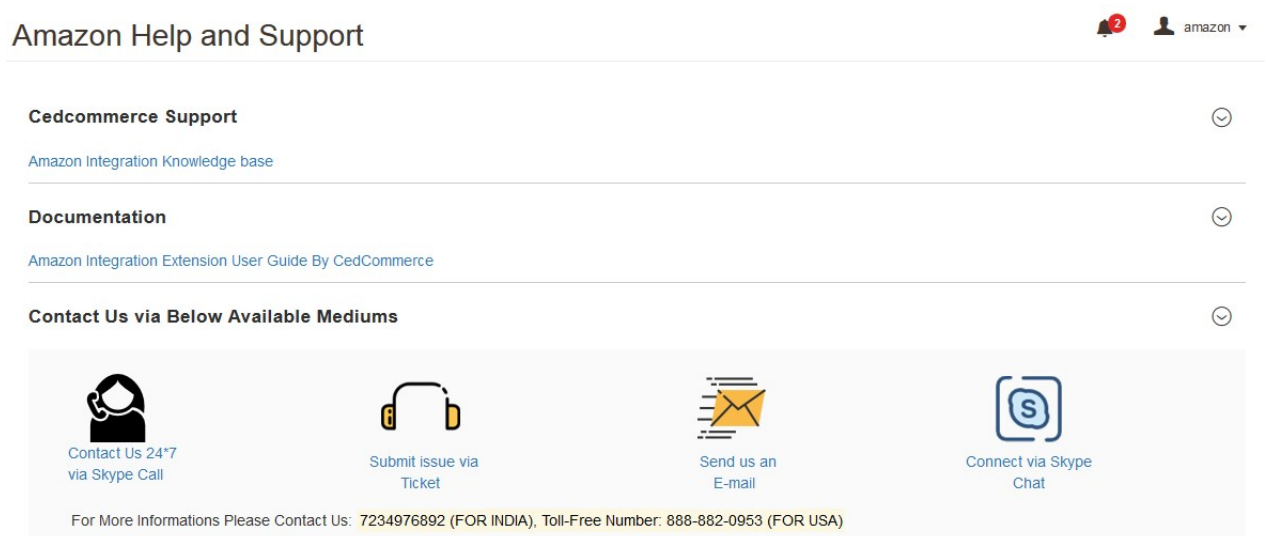 Amazon Help and Support
2
amazon
Cedcommerce Support
Amazon Integration Knowledge base
Documentation
Amazon Integration Extension User Guide By CedCommerce
Contact Us via Below Available Mediums
S
Contact Us 24*7
via Skype Call
Submit issue via
Ticket
Send us an
E-mail
Connect via Skype
Chat
For More Informations Please Contact Us: 7234976892 (FOR INDIA), Toll-Free Number: 888-882-0953 (FOR USA)